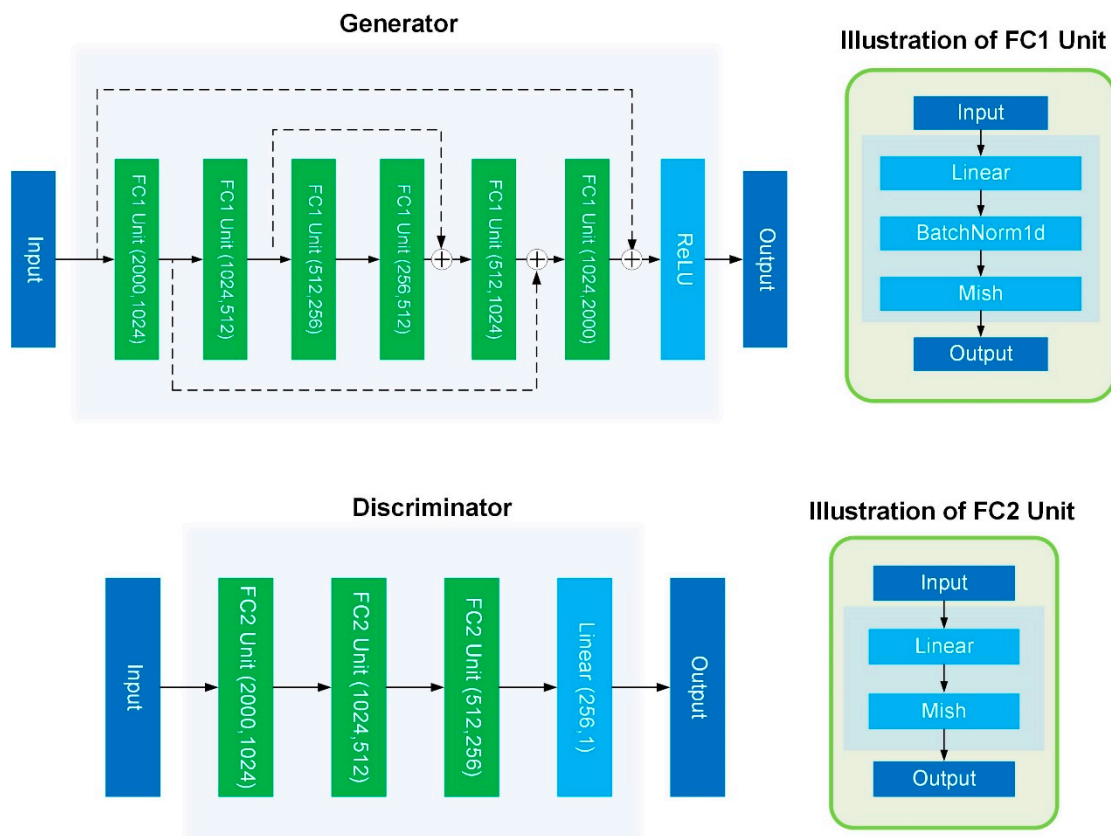 Generator
Illustration of FC1 Unit
Input
FC1 Unit (2000,1024)
FC1 Unit (1024,512)
FC1 Unit (512,256)
FC1 Unit (256,512)
FC1 Unit (512,1024)
FC1 Unit (1024,2000)
ReLU
Output
Input
Linear
BatchNorm1d
Mish
Output
Discriminator
Illustration of FC2 Unit
Input
FC2 Unit (2000,1024)
FC2 Unit (1024,512)
FC2 Unit (512,256)
Linear (256,1)
Output
Input
Linear
Mish
Output